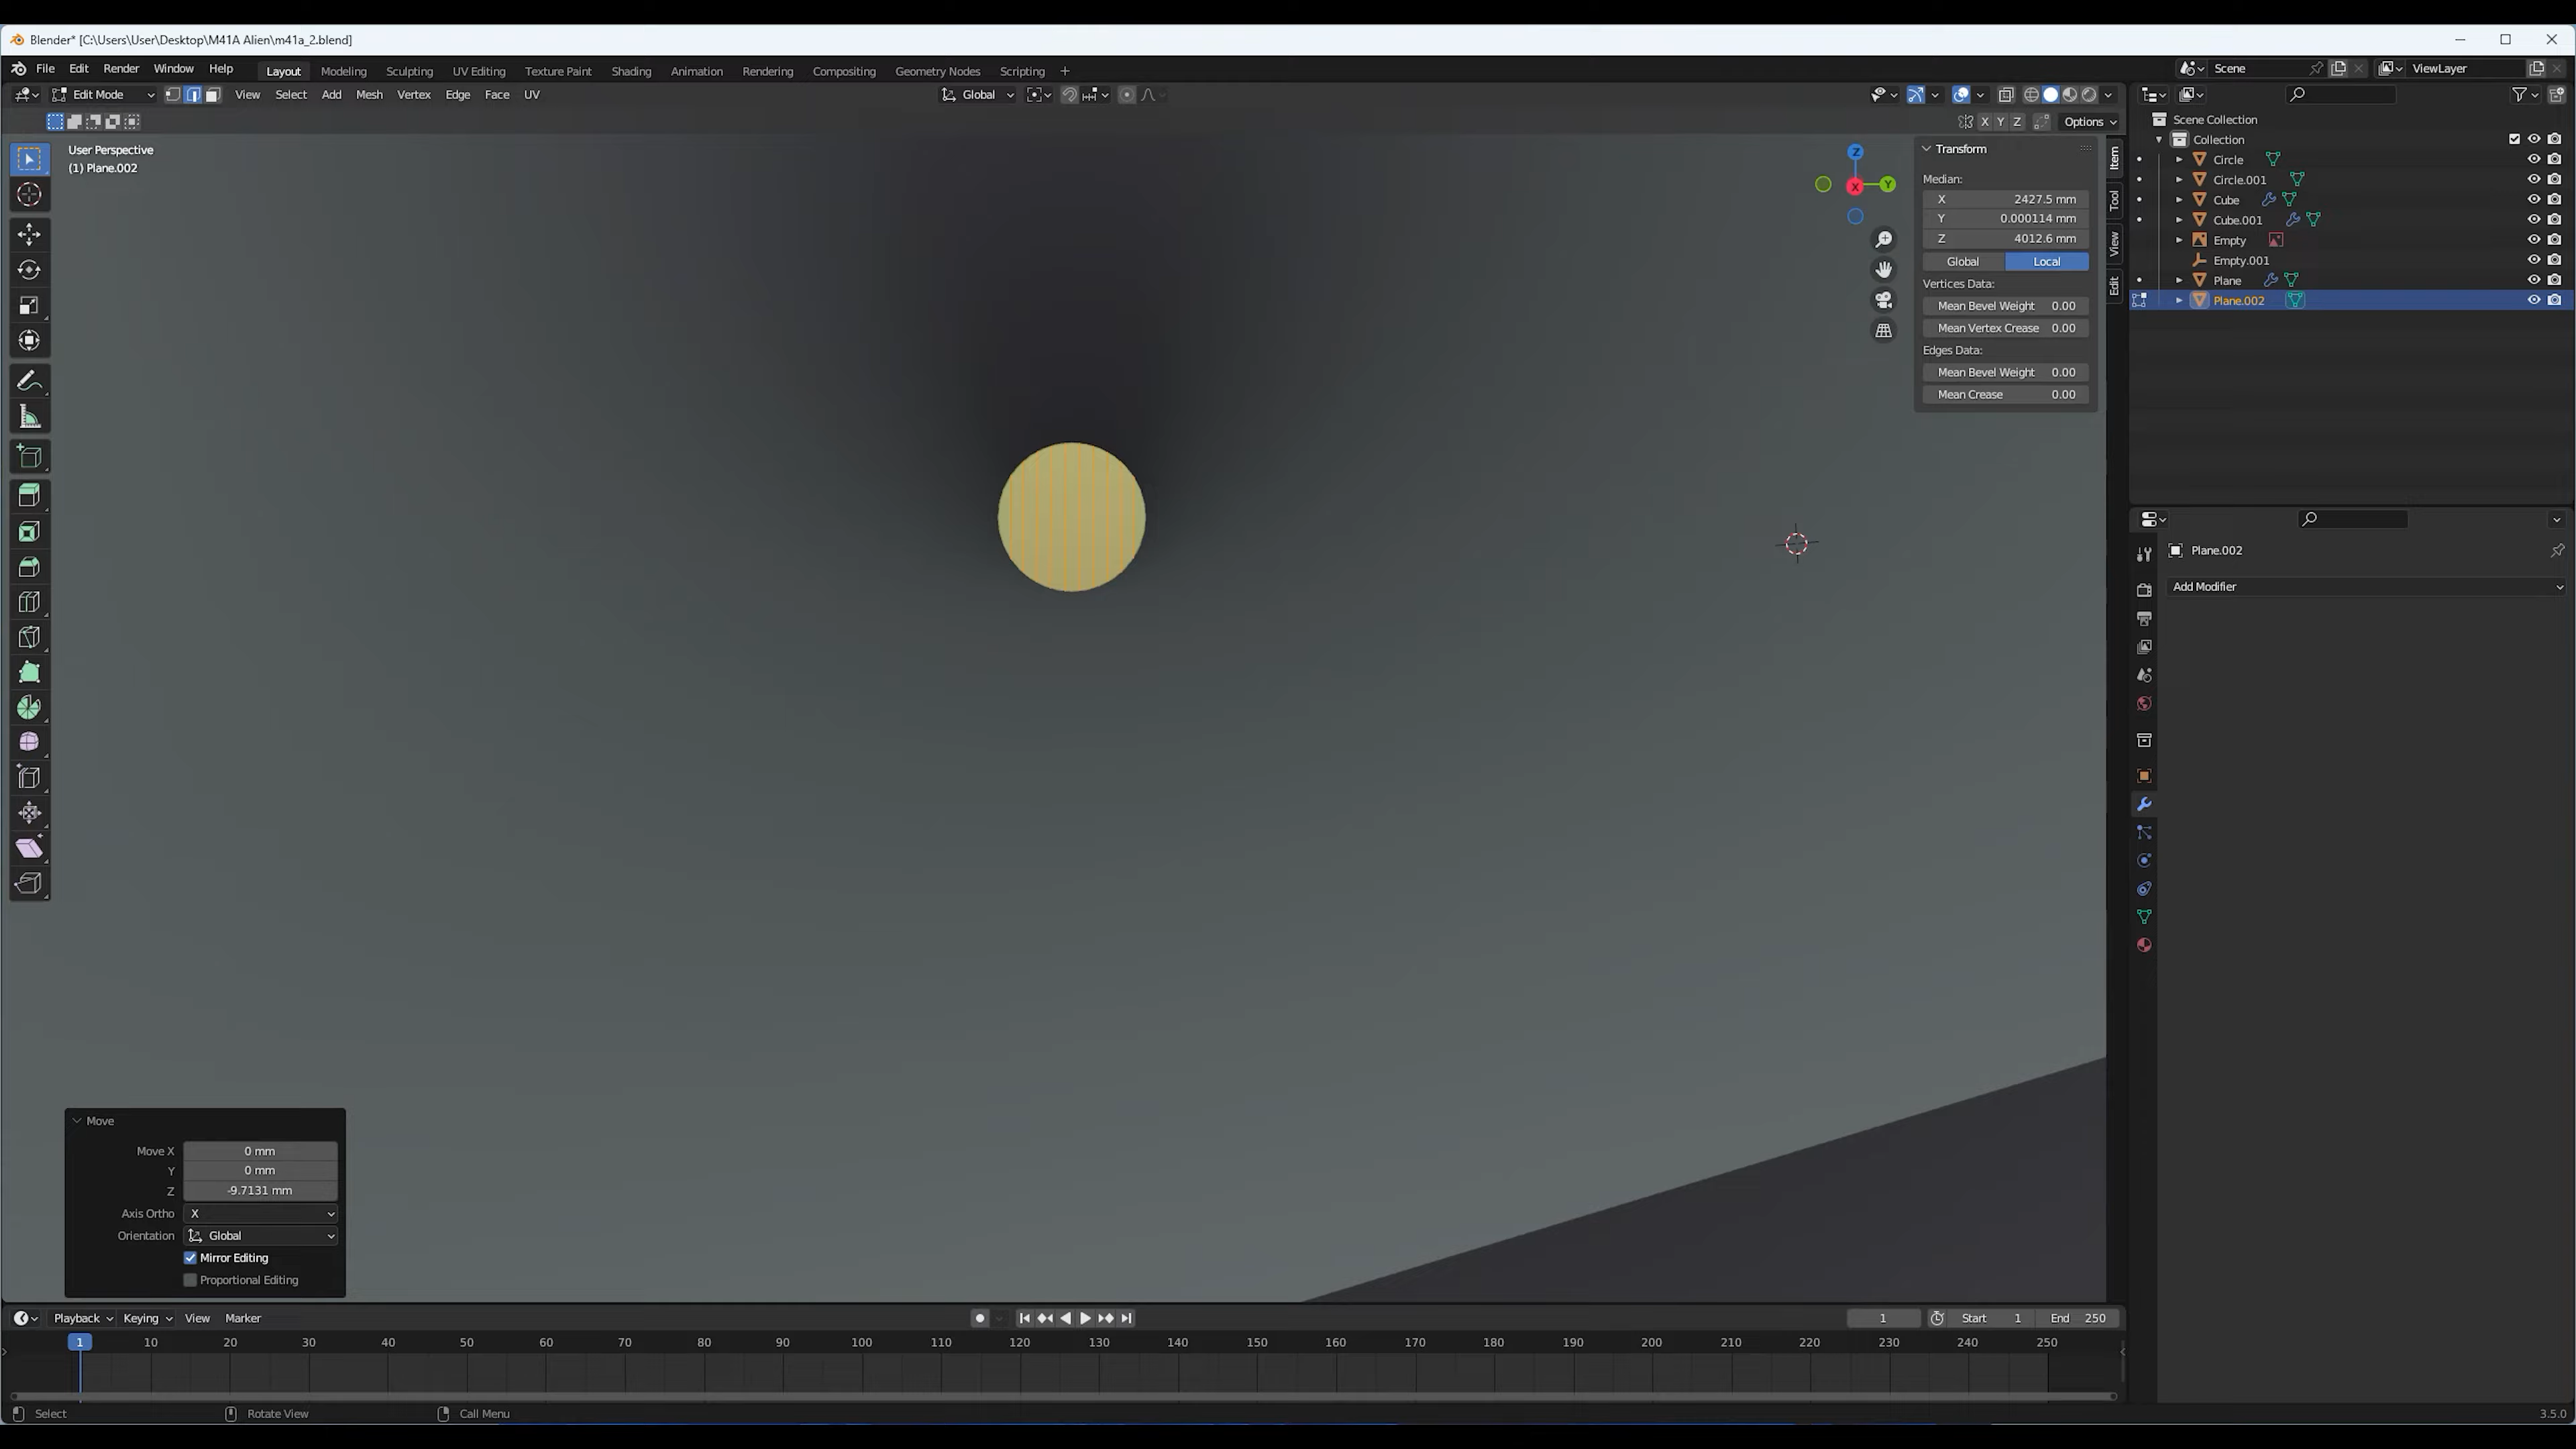 Blender* [C:\Users\User\Desktop\M41A Alien\m41a_2.blend]
File Edit Render Window Help Layout Modeling Sculpting UV Editing Texture Paint Shading Animation Rendering Compositing Geometry Nodes Scripting + Scene ViewLayer
Edit Mode View Select Add Mesh Vertex Edge Face UV Global
X Y Z Options
User Perspective
(1) Plane.002
Z
X
Y
Transform
Median:
X 2427.5 mm
Y 0.000114 mm
Z 4012.6 mm
Global Local
Vertices Data:
Mean Bevel Weight 0.00
Mean Vertex Crease 0.00
Edges Data:
Mean Bevel Weight 0.00
Mean Crease 0.00
Item
Tool
View
Edit
Scene Collection
Collection
Circle
Circle.001
Cube
Cube.001
Empty
Empty.001
Plane
Plane.002
Plane.002
Add Modifier
Move
Move X 0 mm
Y 0 mm
Z -9.7131 mm
Axis Ortho X
Orientation Global
Mirror Editing
Proportional Editing
Playback Keying View Marker 1 Start 1 End 250
1 10 20 30 40 50 60 70 80 90 100 110 120 130 140 150 160 170 180 190 200 210 220 230 240 250
Select Rotate View Call Menu 3.5.0